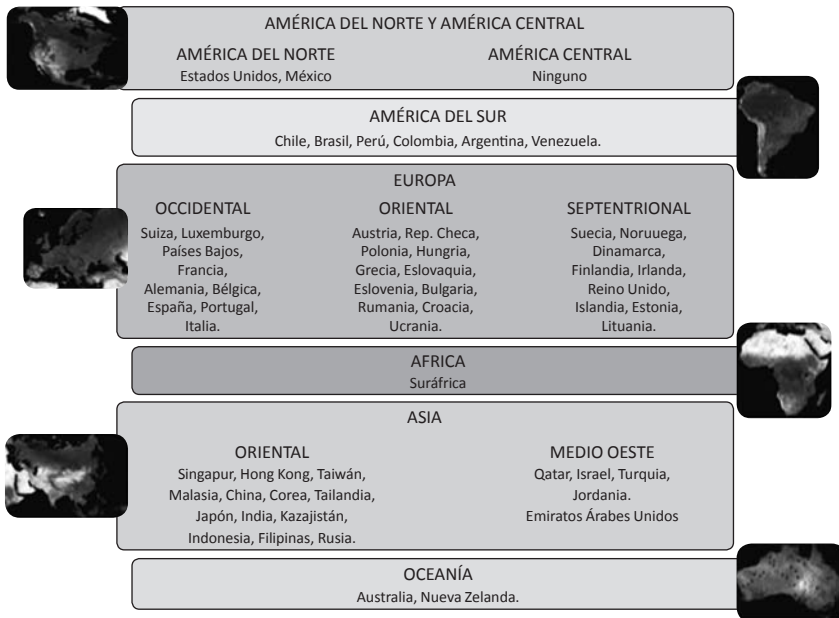 AMÉRICA DEL NORTE Y AMÉRICA CENTRAL
AMÉRICA DEL NORTE
Estados Unidos, México
AMÉRICA CENTRAL
Ninguno
AMÉRICA DEL SUR
Chile, Brasil, Perú, Colombia, Argentina, Venezuela.
EUROPA
OCCIDENTAL
Suiza, Luxemburgo,
Países Bajos,
Francia,
Alemania, Bélgica,
España, Portugal,
Italia.
ORIENTAL
Austria, Rep. Checa,
Polonia, Hungria,
Grecia, Eslovaquia,
Eslovenia, Bulgaria,
Rumania, Croacia,
Ucrania.
SEPTENTRIONAL
Suecia, Noruuega,
Dinamarca,
Finlandia, Irlanda,
Reino Unido,
Islandia, Estonia,
Lituania.
AFRICA
Suráfrica
ASIA
ORIENTAL
Singapur, Hong Kong, Taiwán,
Malasia, China, Corea, Tailandia,
Japón, India, Kazajistán,
Indonesia, Filipinas, Rusia.
MEDIO OESTE
Qatar, Israel, Turquia,
Jordania.
Emiratos Árabes Unidos
OCEANÍA
Australia, Nueva Zelanda.